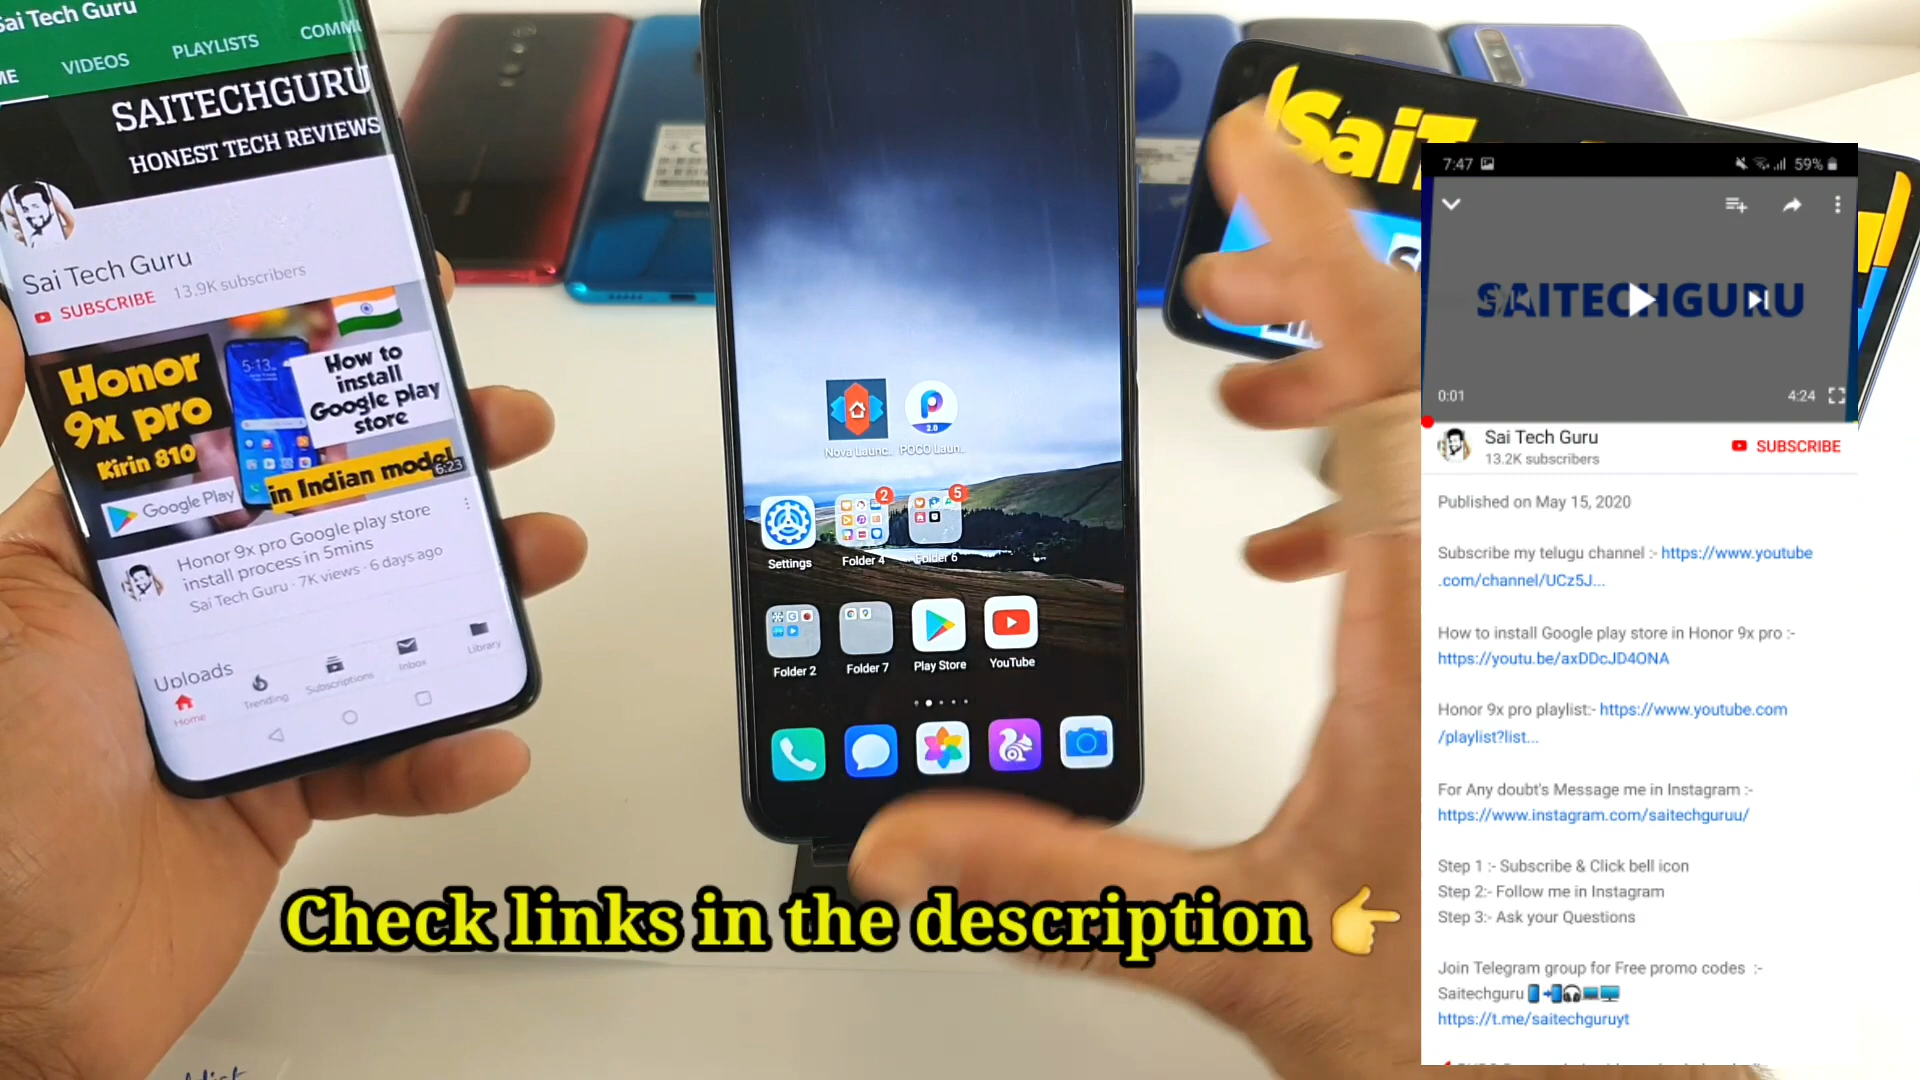 Sai Tech Guru
VIDEOS
PLAYLISTS
SAITECHGURU
HONEST TECH REVIEWS
Sai Tech Guru
SUBSCRIBE
13.9K subscribers
Honor
9x pro
Kirin 810
Google Play
How to
install
Google play
store
in Indian model
6:23
Honor 9x pro Google play store
install process in 5mins
Sai Tech Guru · 7K views · 6 days ago
Uploads
Home
Trending
Subscriptions
Inbox
Library
Nova Launc..
POCO Laun..
2.0
2
5
Settings
Folder 4
Folder 6
Folder 2
Folder 7
Play Store
YouTube
Check links in the description
7:47
59%
SAITECHGURU
0:01
4:24
Sai Tech Guru
13.2K subscribers
SUBSCRIBE
Published on May 15, 2020
Subscribe my telugu channel :- https://www.youtube
.com/channel/UCz5J...
How to install Google play store in Honor 9x pro :-
https://youtu.be/axDDcJD4ONA
Honor 9x pro playlist:- https://www.youtube.com
/playlist?list...
For Any doubt's Message me in Instagram :-
https://www.instagram.com/saitechguruu/
Step 1 :- Subscribe & Click bell icon
Step 2:- Follow me in Instagram
Step 3:- Ask your Questions
Join Telegram group for Free promo codes :-
Saitechguru
https://t.me/saitechguruyt